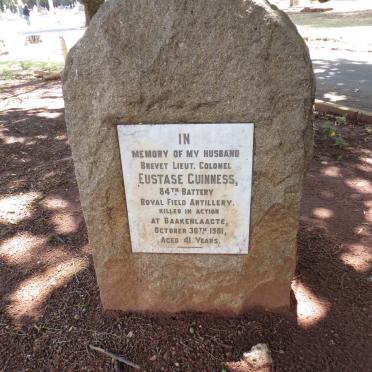 IN
MEMORY OF MY HUSBAND
BREVET LIEUT. COLONEL
EUSTASE GUINNESS,
84TH BATTERY
ROYAL FIELD ARTILLERY.
KILLED IN ACTION
AT BAAKENLAAGTE,
OCTOBER 30TH 1901,
AGED 41 YEARS.